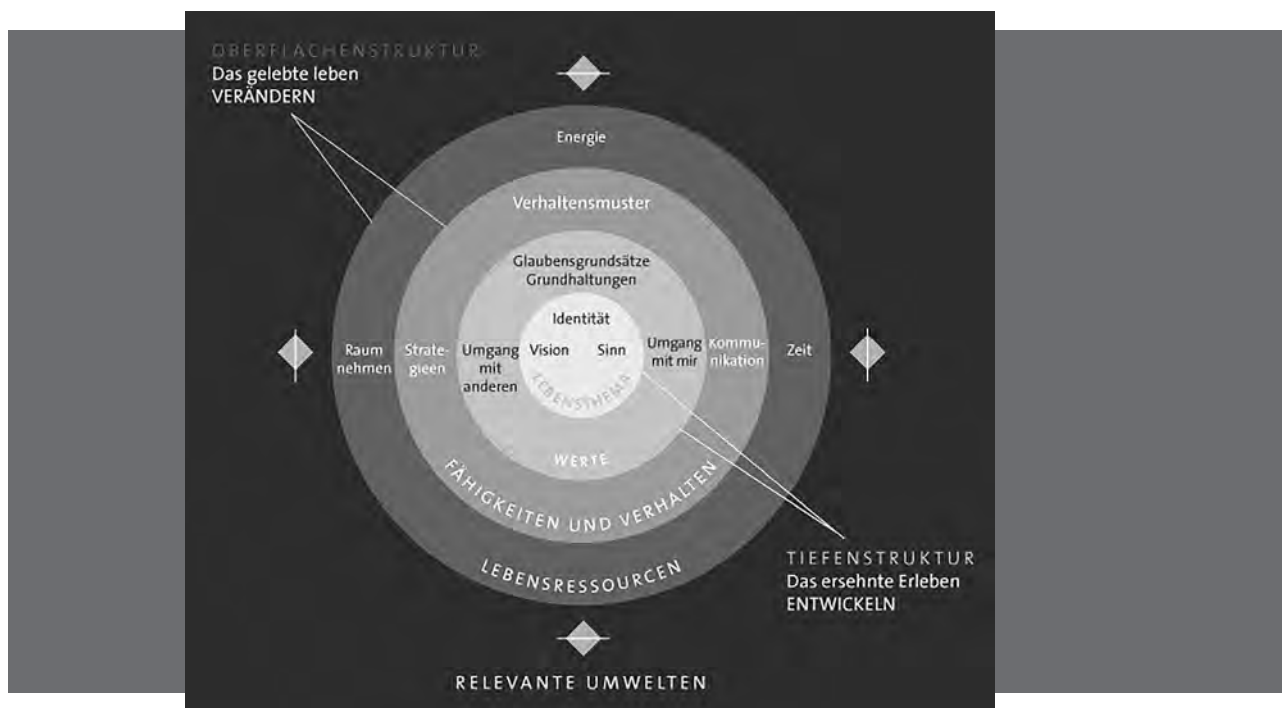 OBERFLÄCHENSTRUKTUR
Das gelebte leben
VERÄNDERN
Energie
Verhaltensmuster
Glaubensgrundsätze
Grundhaltungen
Identität
Raum
nehmen
Strate-
gieen
Umgang
mit
anderen
Vision
Sinn
Umgang
mit mir
Kommu-
nikation
Zeit
LEBENSTHEMA
WERTE
FÄHIGKEITEN UND VERHALTEN
LEBENSRESSOURCEN
TIEFENSTRUKTUR
Das ersehnte Erleben
ENTWICKELN
RELEVANTE UMWELTEN